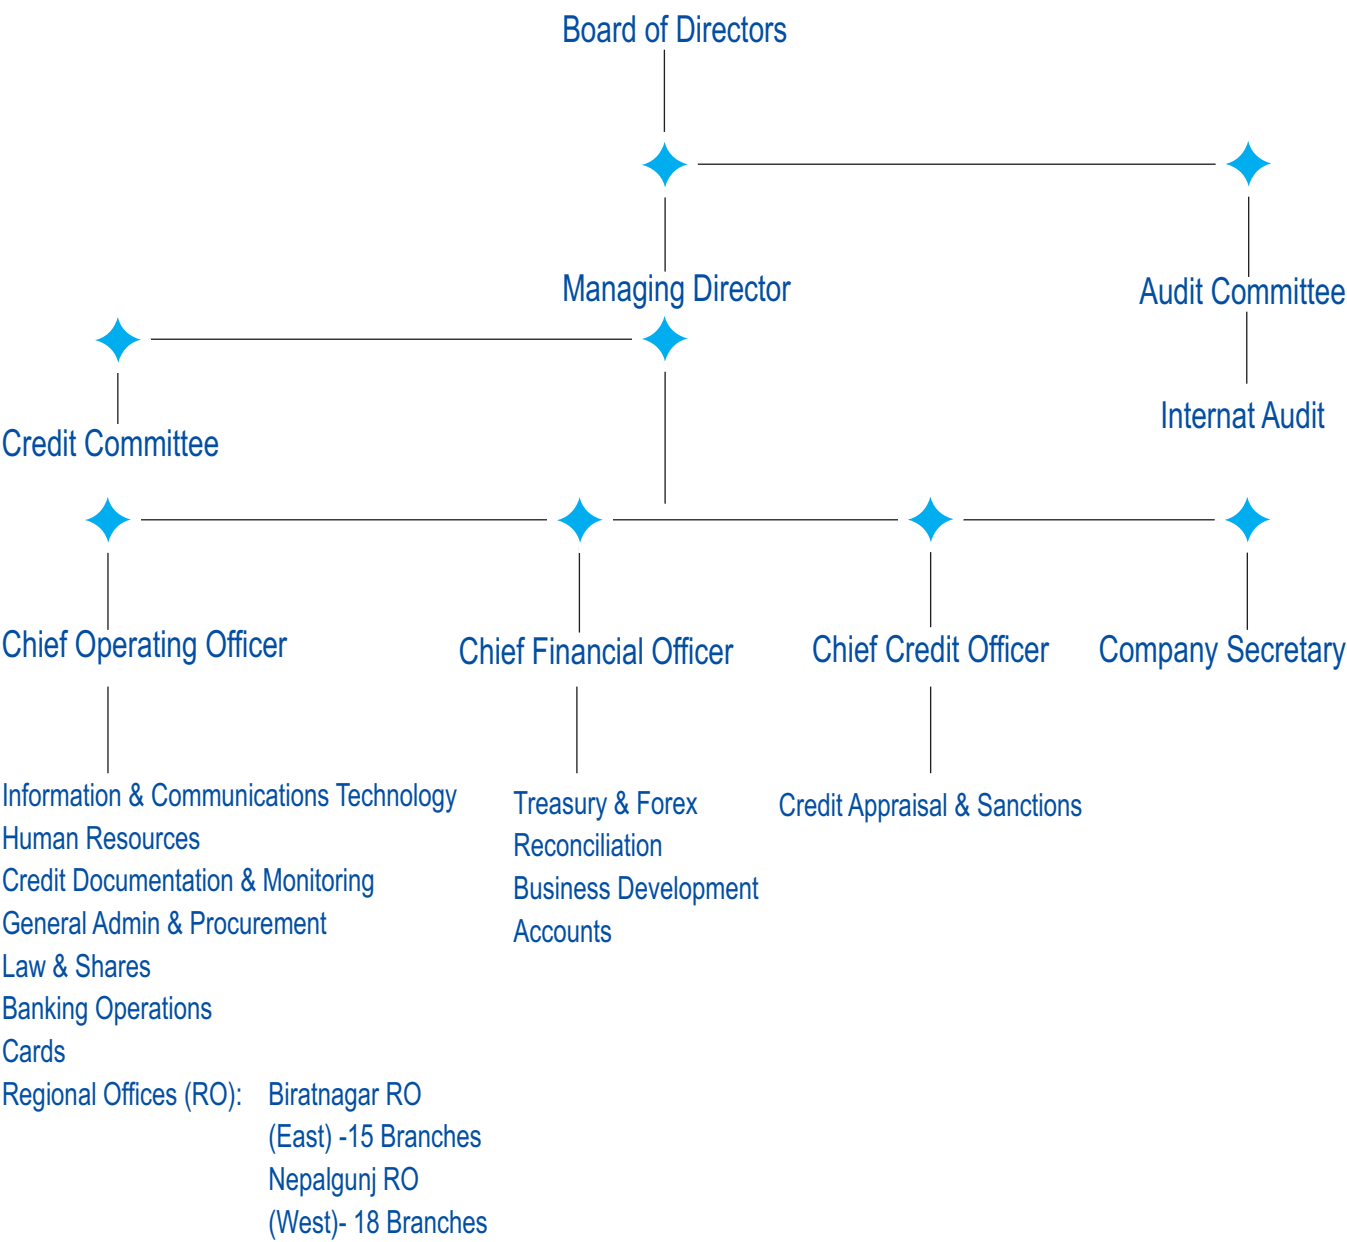 Board of Directors
Managing Director
Audit Committee
Internat Audit
Credit Committee
Chief Operating Officer
Chief Financial Officer
Chief Credit Officer
Company Secretary
Information & Communications Technology
Human Resources
Credit Documentation & Monitoring
General Admin & Procurement
Law & Shares
Banking Operations
Cards
Regional Offices (RO): Biratnagar RO
(East) -15 Branches
Nepalgunj RO
(West)- 18 Branches
Treasury & Forex
Reconciliation
Business Development
Accounts
Credit Appraisal & Sanctions